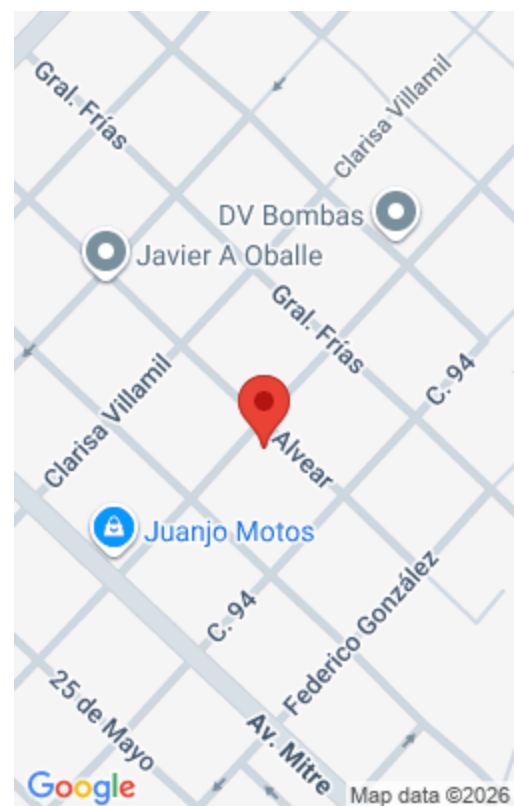 Gral. Frías
Clarisa Villamil
DV Bombas
Javier A Oballe
Gral. Frías
C. 94
Clarisa Villamil
Alvear
Juanjo Motos
C. 94
Federico González
25 de Mayo
Av. Mitre
Google
Map data ©2026